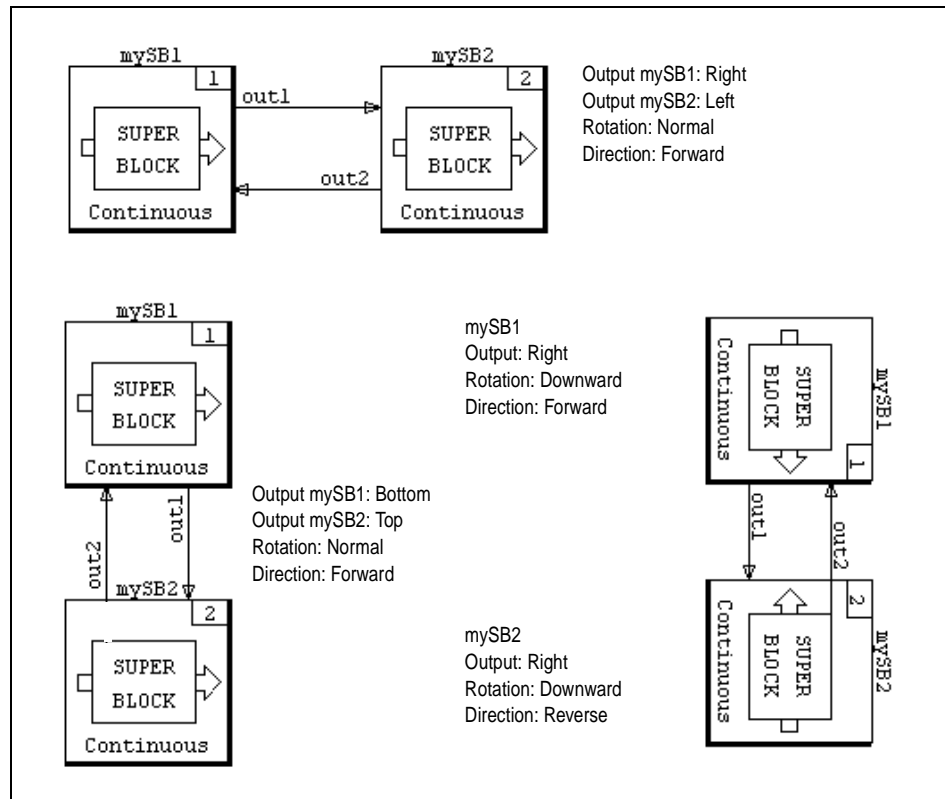 mySB1
1
SUPER
BLOCK
Continuous
out1
out2
mySB2
2
SUPER
BLOCK
Continuous
Output mySB1: Right
Output mySB2: Left
Rotation: Normal
Direction: Forward
mySB1
1
SUPER
BLOCK
Continuous
out2
out1
mySB2
2
SUPER
BLOCK
Continuous
Output mySB1: Bottom
Output mySB2: Top
Rotation: Normal
Direction: Forward
mySB1
Output: Right
Rotation: Downward
Direction: Forward
mySB1
1
SUPER
BLOCK
Continuous
out1
out2
mySB2
Output: Right
Rotation: Downward
Direction: Reverse
mySB2
2
SUPER
BLOCK
Continuous